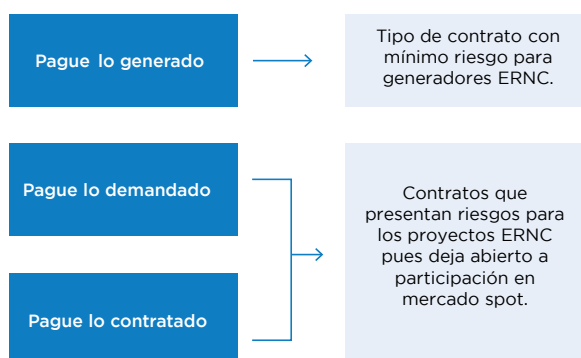 Pague lo generado
Tipo de contrato con
mínimo riesgo para
generadores ERNC.
Pague lo demandado
Pague lo contratado
Contratos que
presentan riesgos para
los proyectos ERNC
pues deja abierto a
participación en
mercado spot.